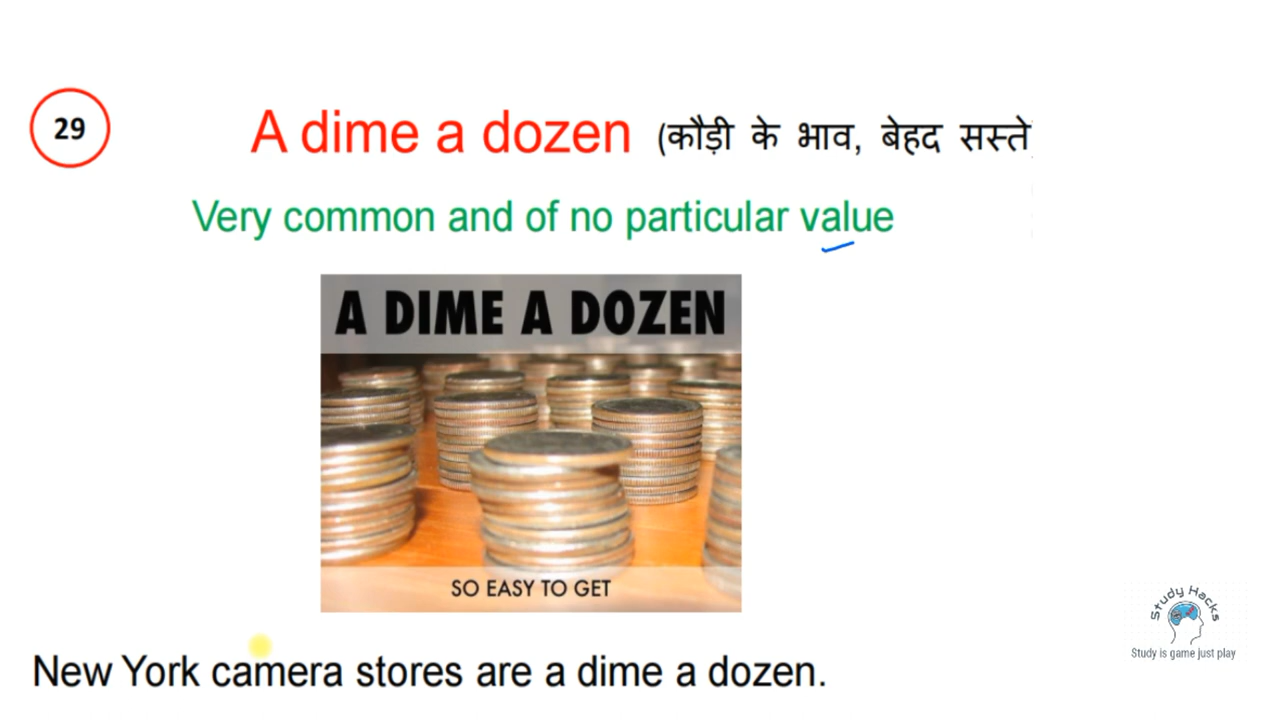 29
A dime a dozen (कौड़ी के भाव, बेहद सस्ते
Very common and of no particular value
A DIME A DOZEN
SO EASY TO GET
Study Hacks
Study is game just play
New York camera stores are a dime a dozen.